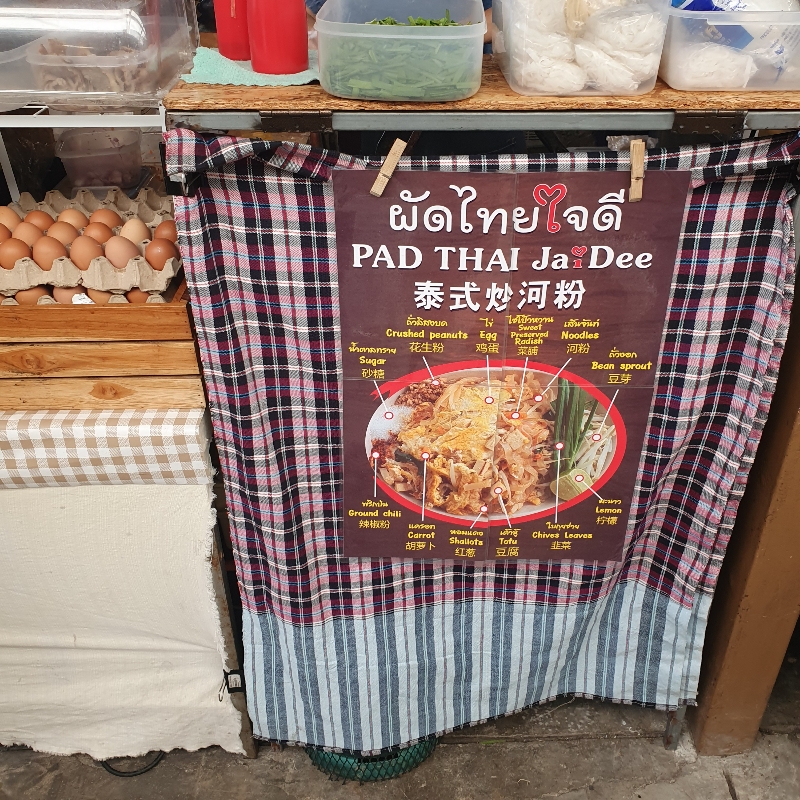 ผัดไทยใจดี
PAD THAI JaiDee
泰式炒河粉
ถั่วลิสงบด
Crushed peanuts
花生粉
ไข่
Egg
鸡蛋
ไชโป๊วหวาน
Sweet
Preserved
Radish
菜脯
เส้นจันท์
Noodles
河粉
ถั่วงอก
Bean sprout
豆芽
น้ำตาลทราย
Sugar
砂糖
พริกป่น
Ground chili
辣椒粉
แครอท
Carrot
胡萝卜
หอมแดง
Shallots
红葱
เต้าหู้
Tofu
豆腐
ใบกุยช่าย
Chives Leaves
韭菜
มะนาว
Lemon
柠檬